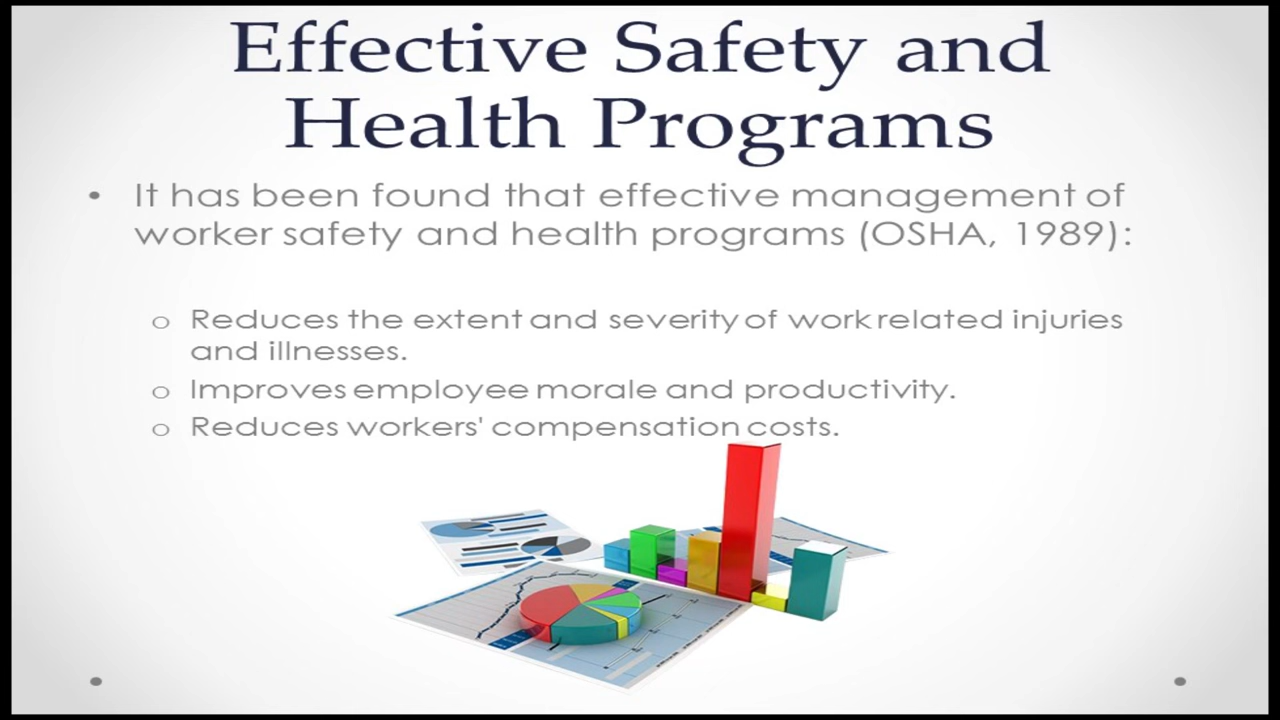 Effective Safety and
Health Programs
• It has been found that effective management of
worker safety and health programs (OSHA, 1989):
o Reduces the extent and severity of work related injuries
and illnesses.
o Improves employee morale and productivity.
o Reduces workers' compensation costs.